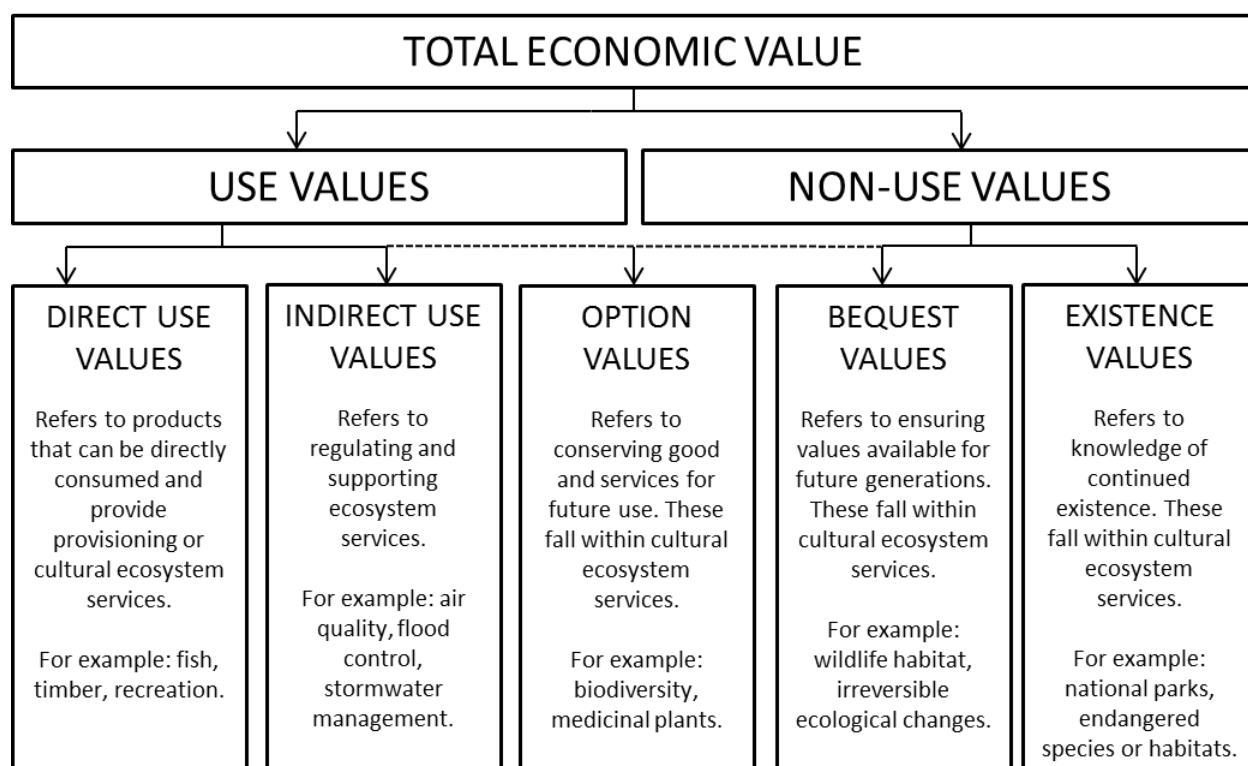 TOTAL ECONOMIC VALUE
USE VALUES
NON-USE VALUES
DIRECT USE
VALUES
Refers to products
that can be directly
consumed and
provide
provisioning or
cultural ecosystem
services.
For example: fish,
timber, recreation.
INDIRECT USE
VALUES
Refers to
regulating and
supporting
ecosystem
services.
For example: air
quality, flood
control,
stormwater
management.
OPTION
VALUES
Refers to
conserving good
and services for
future use. These
fall within cultural
ecosystem
services.
For example:
biodiversity,
medicinal plants.
BEQUEST
VALUES
Refers to ensuring
values available for
future generations.
These fall within
cultural ecosystem
services.
For example:
wildlife habitat,
irreversible
ecological changes.
EXISTENCE
VALUES
Refers to
knowledge of
continued
existence. These
fall within cultural
ecosystem
services.
For example:
national parks,
endangered
species or habitats.